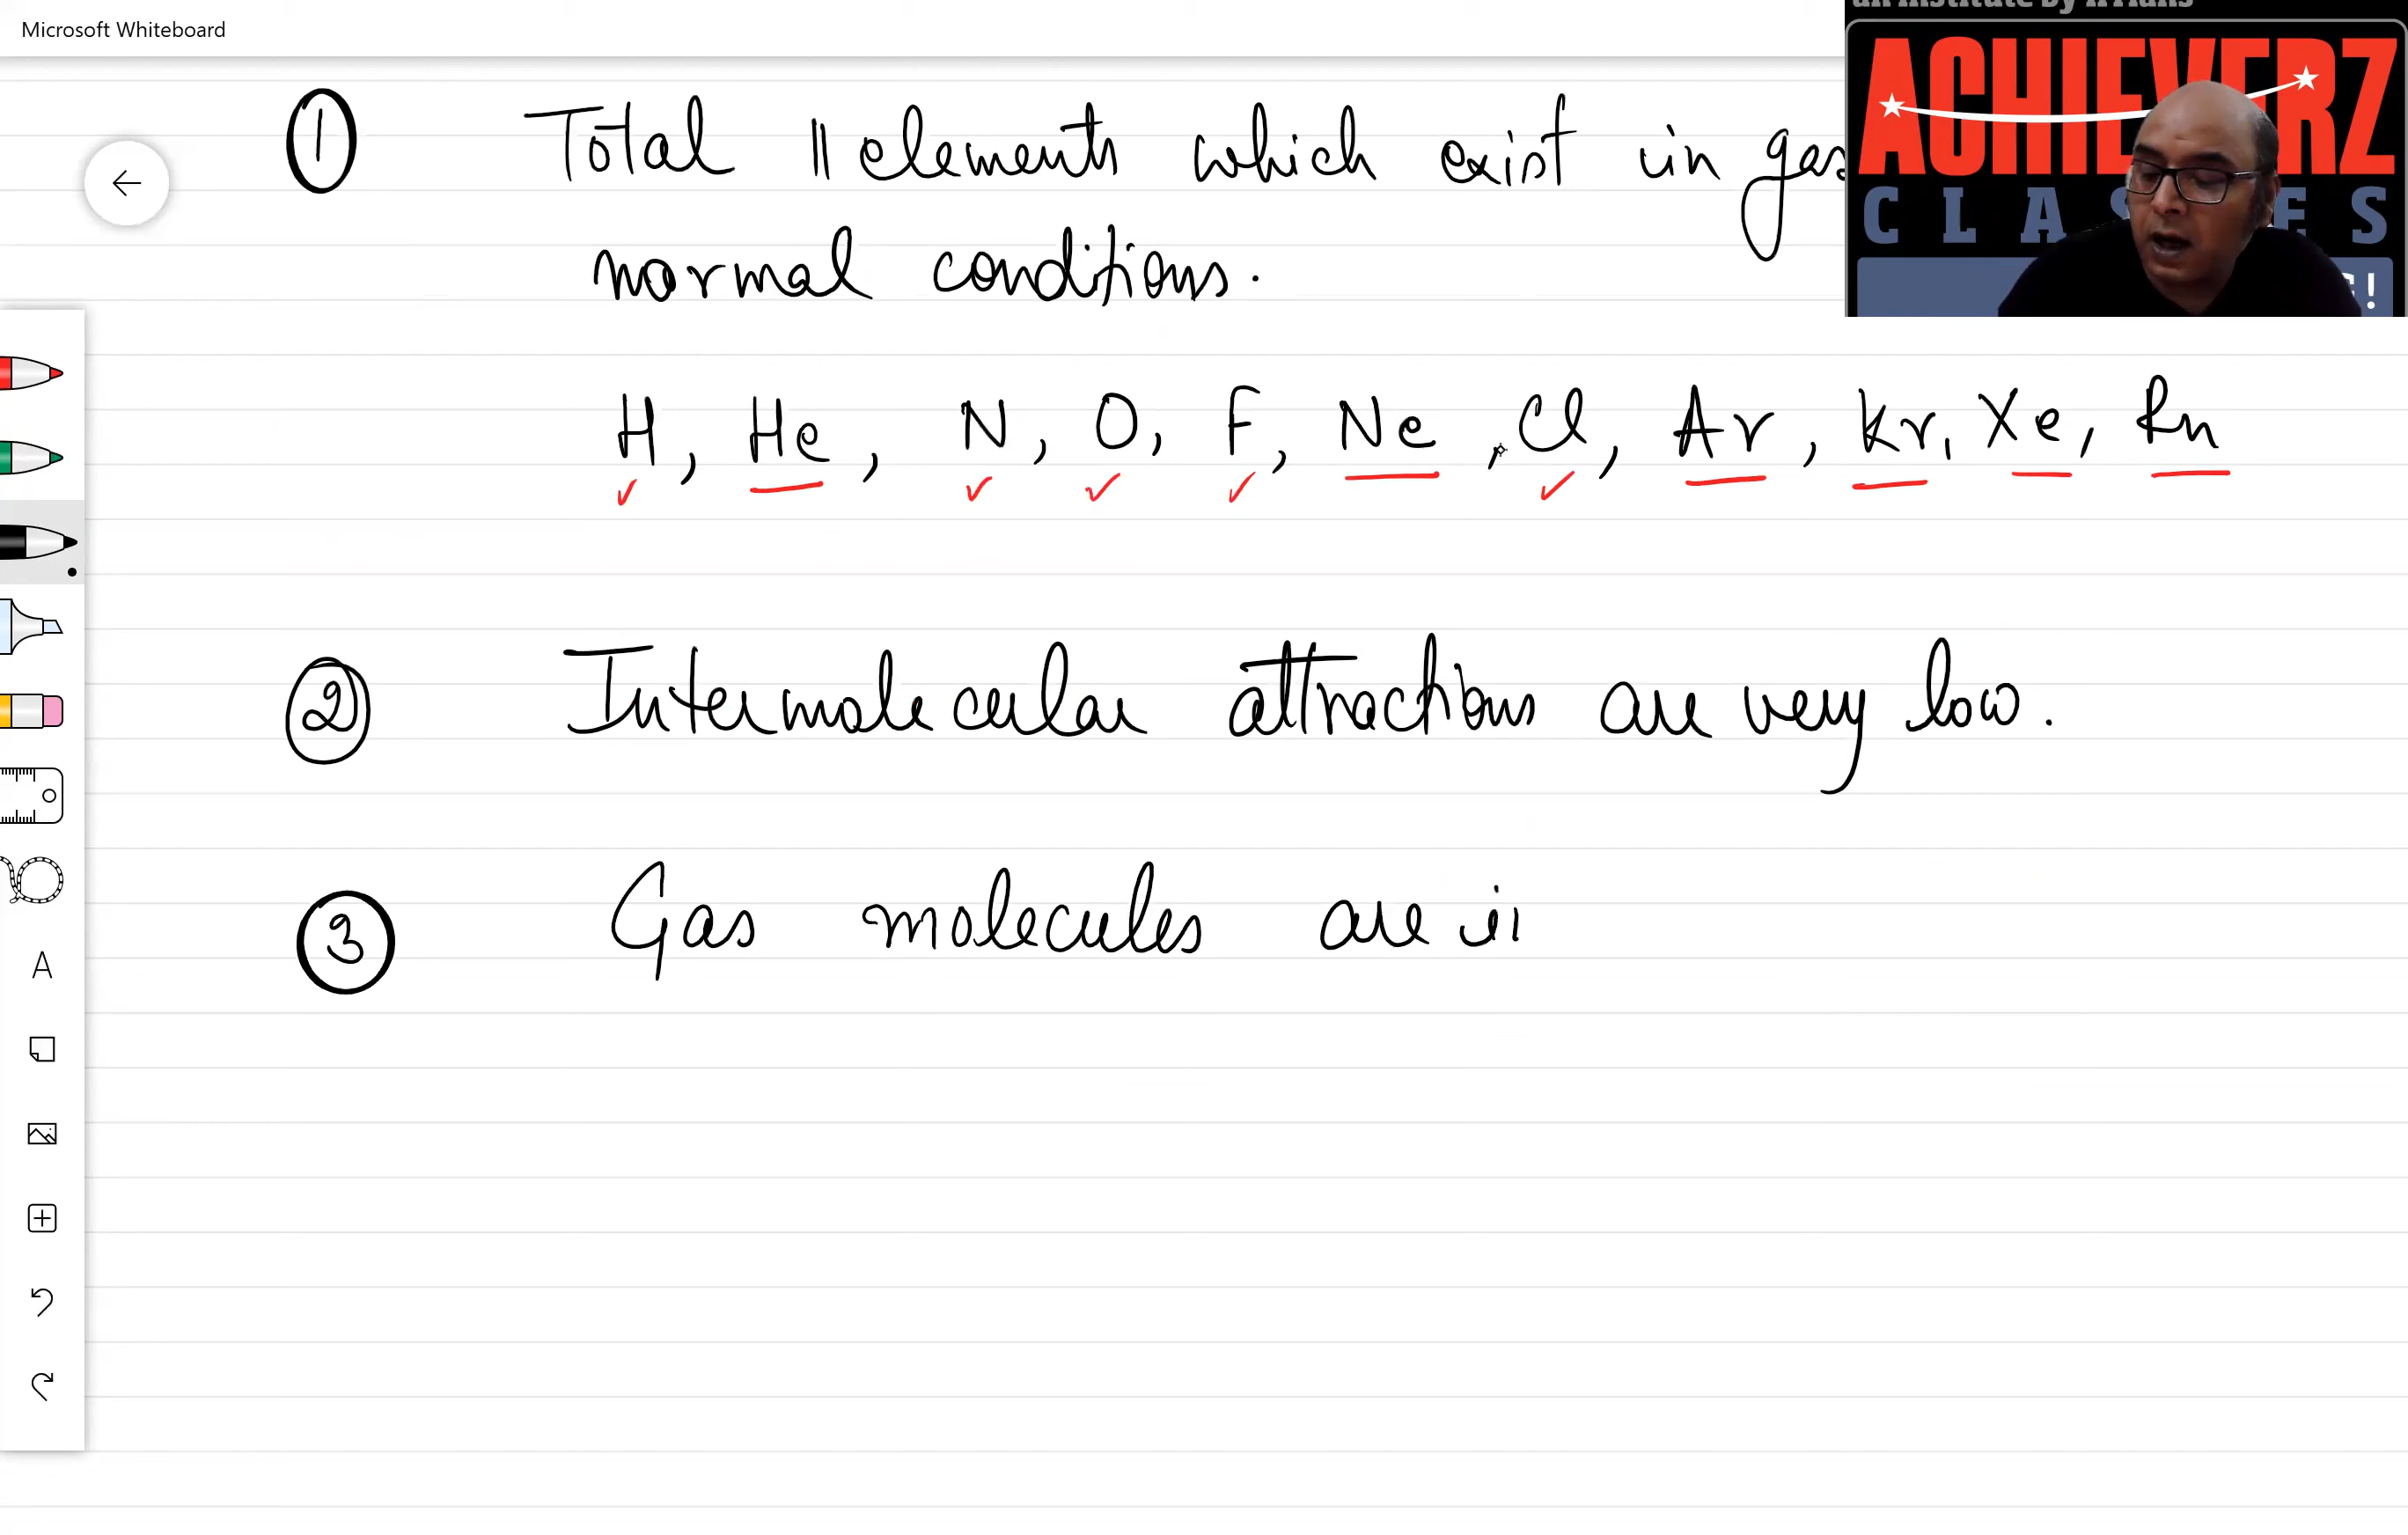 Microsoft Whiteboard
ACHIEVERZ
CLASSES
① Total 11 elements which exist in gas
normal conditions.
H, He, N, O, F, Ne, Cl, Ar, Kr, Xe, Rn
② Intermolecular attractions are very low.
③ Gas molecules are in
A